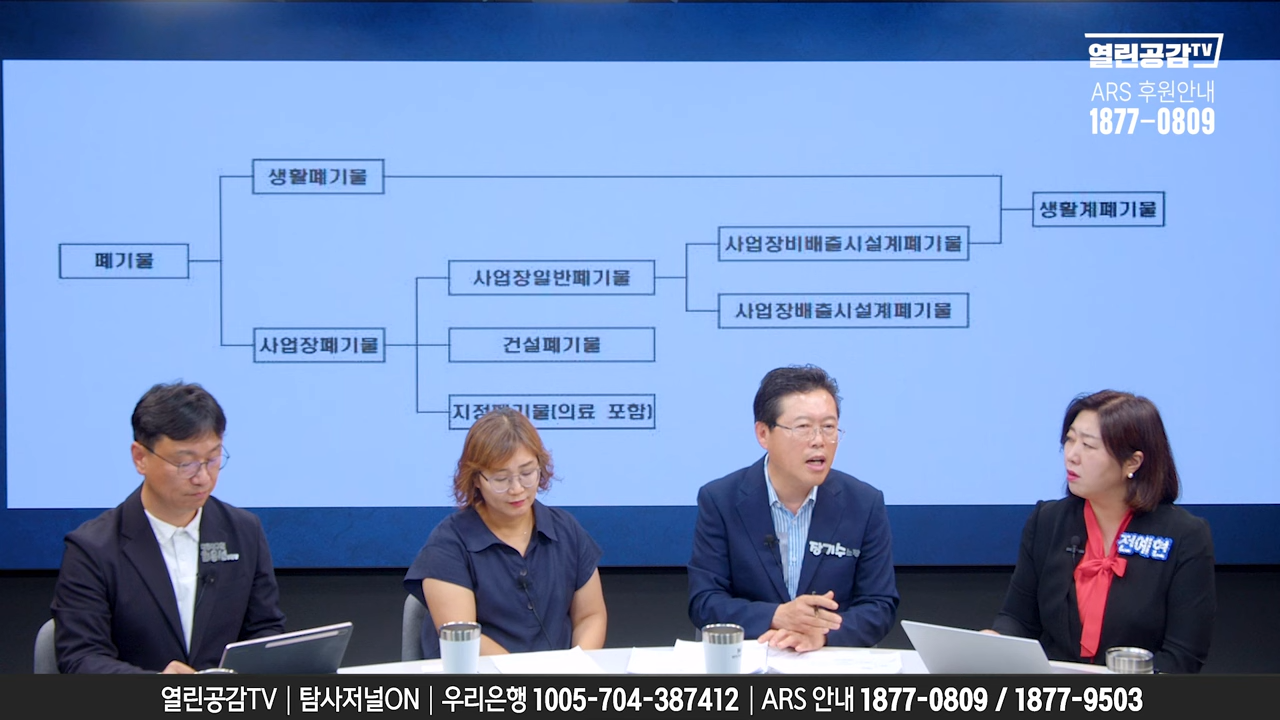 열린공감TV
ARS 후원안내
1877-0809
생활폐기물
생활계폐기물
사업장비배출시설계폐기물
폐기물
사업장일반폐기물
사업장배출시설계폐기물
사업장폐기물
건설폐기물
지정폐기물(의료 포함)
장기수
전예현
열린공감TV | 탐사저널ON | 우리은행 1005-704-387412 | ARS 안내 1877-0809 / 1877-9503